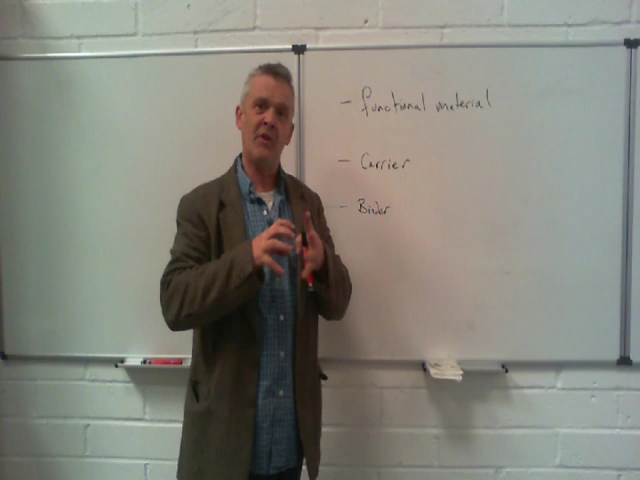 - functional material
- Carrier
- Binder